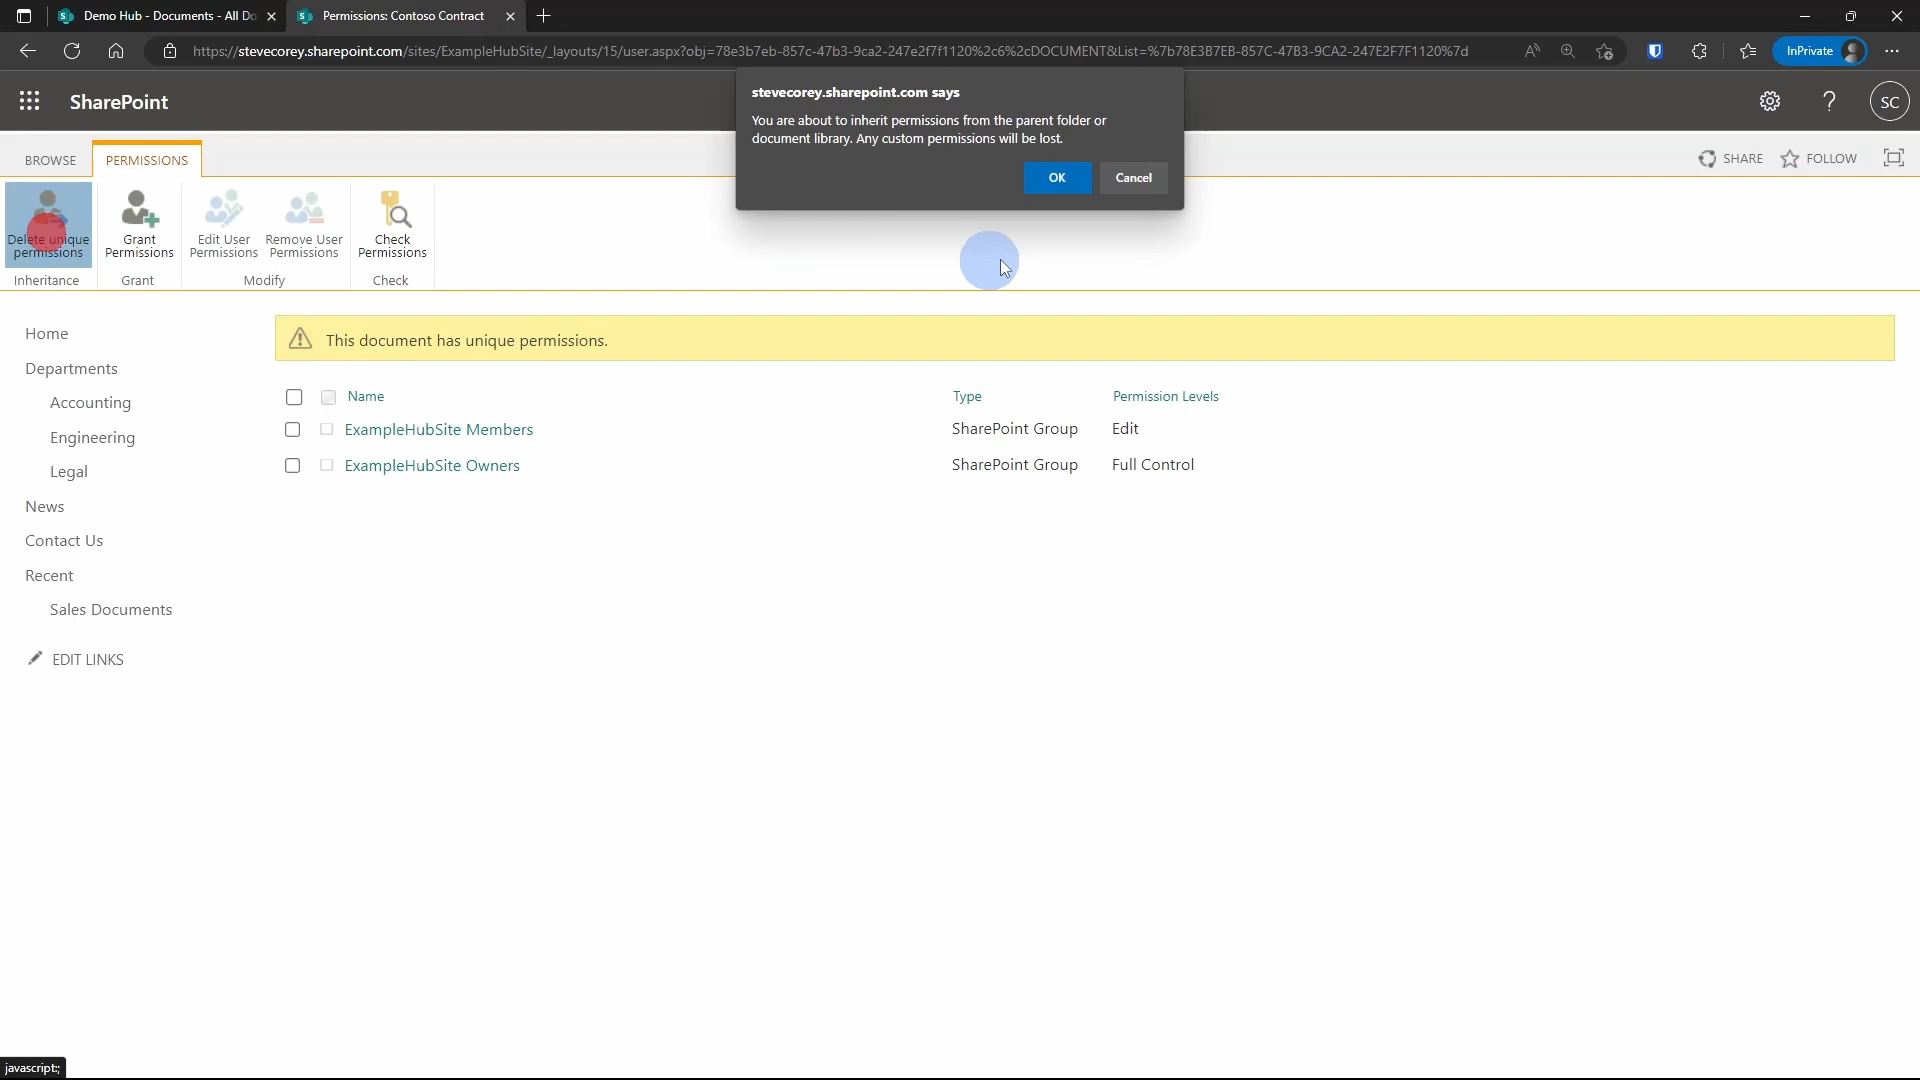 Demo Hub - Documents - All Do
Permissions: Contoso Contract
https://stevecorey.sharepoint.com/sites/ExampleHubSite/_layouts/15/user.aspx?obj=78e3b7eb-857c-47b3-9ca2-247e2f7f1120%2c6%2cDOCUMENT&List=%7b78E3B7EB-857C-47B3-9CA2-247E2F7F1120%7d
InPrivate
SharePoint
SC
stevecorey.sharepoint.com says
You are about to inherit permissions from the parent folder or
document library. Any custom permissions will be lost.
OK
Cancel
BROWSE
PERMISSIONS
SHARE
FOLLOW
Delete unique
permissions
Grant
Permissions
Edit User
Permissions
Remove User
Permissions
Check
Permissions
Inheritance
Grant
Modify
Check
Home
Departments
Accounting
Engineering
Legal
News
Contact Us
Recent
Sales Documents
EDIT LINKS
This document has unique permissions.
Name Type Permission Levels
ExampleHubSite Members SharePoint Group Edit
ExampleHubSite Owners SharePoint Group Full Control
javascript:;